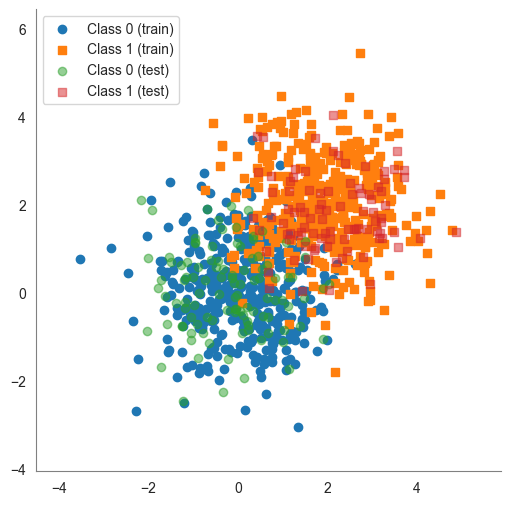 6
Class 0 (train)
Class 1 (train)
Class 0 (test)
Class 1 (test)
4
2
0
−2
−4
−4 −2 0 2 4